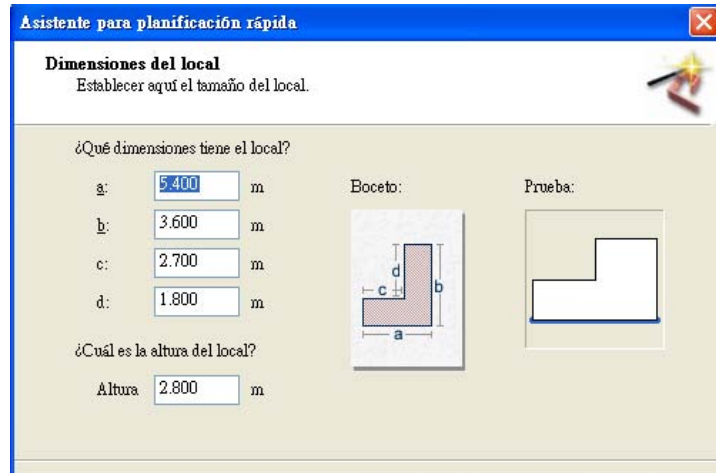 Asistente para planificación rápida
Dimensiones del local
Establecer aquí el tamaño del local.
¿Qué dimensiones tiene el local?
a: 5.400 m
b: 3.600 m
c: 2.700 m
d: 1.800 m
Boceto:
d
c
b
a
Prueba:
¿Cuál es la altura del local?
Altura 2.800 m